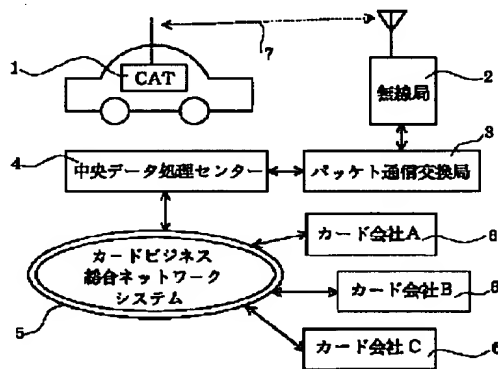 1
CAT
7
2
無線局
3
4
中央データ処理センター
パケット通信交換局
カードビジネス
総合ネットワーク
システム
5
カード会社A
6
カード会社B
6
カード会社C
6